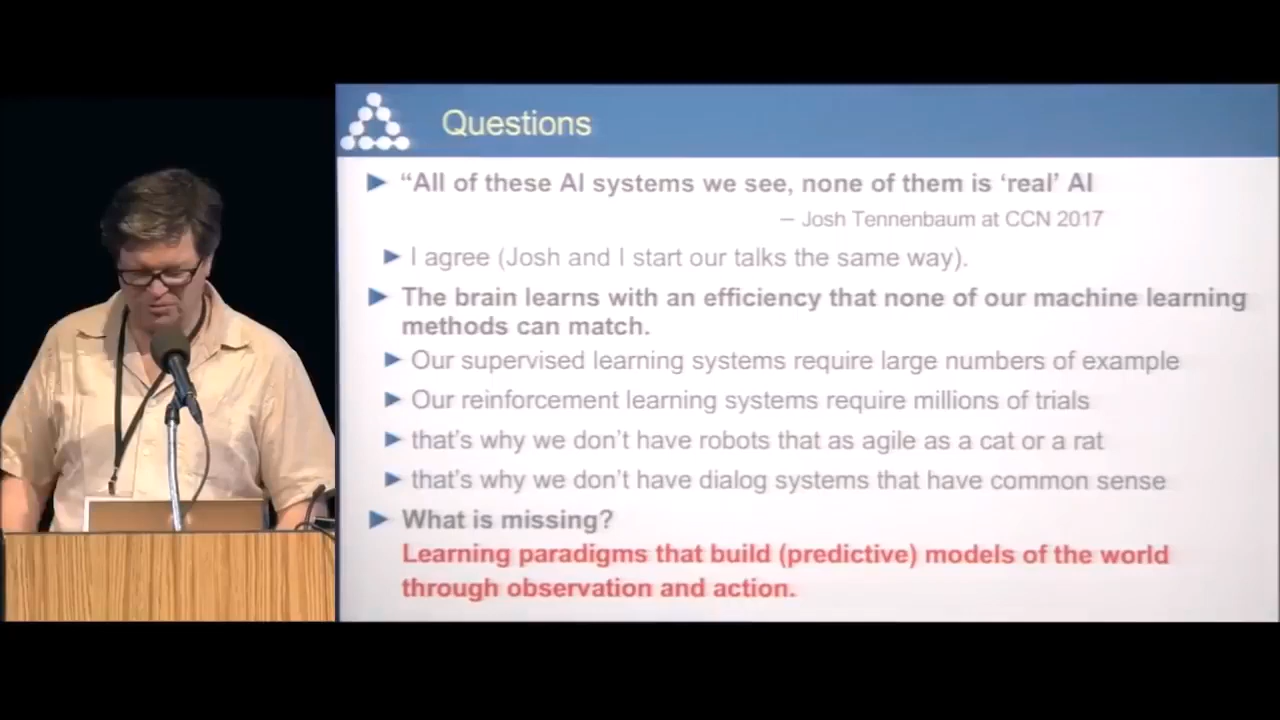 Questions
“All of these AI systems we see, none of them is ‘real’ AI
– Josh Tennenbaum at CCN 2017
I agree (Josh and I start our talks the same way).
The brain learns with an efficiency that none of our machine learning
methods can match.
Our supervised learning systems require large numbers of example
Our reinforcement learning systems require millions of trials
that’s why we don’t have robots that as agile as a cat or a rat
that’s why we don’t have dialog systems that have common sense
What is missing?
Learning paradigms that build (predictive) models of the world
through observation and action.